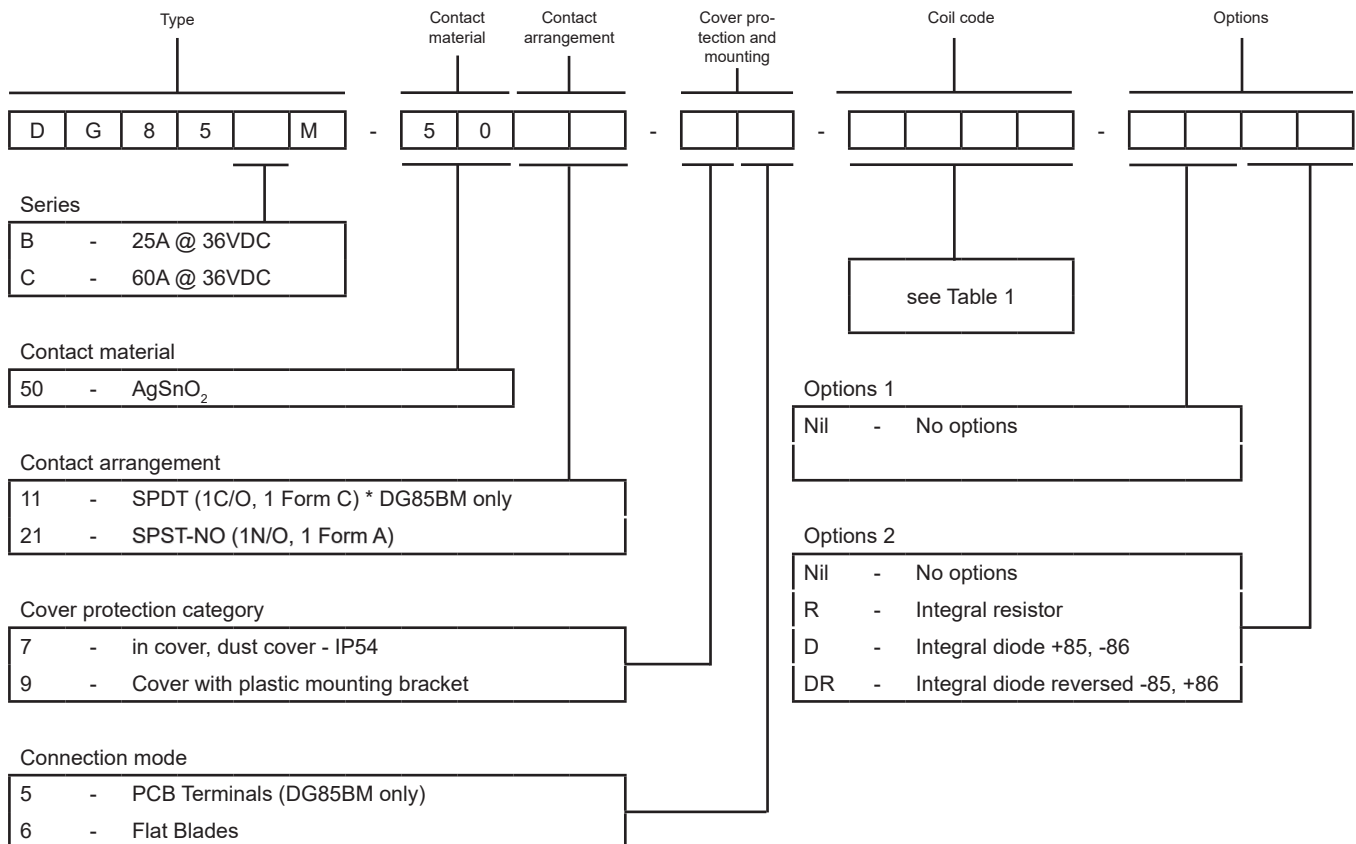 Type
Contact
material
Contact
arrangement
Cover pro-
tection and
mounting
Coil code
Options
D G 8 5 M - 5 0 - - -
Series
B - 25A @ 36VDC
C - 60A @ 36VDC
see Table 1
Contact material
50 - AgSnO₂
Options 1
Nil - No options
Contact arrangement
11 - SPDT (1C/O, 1 Form C) * DG85BM only
21 - SPST-NO (1N/O, 1 Form A)
Options 2
Nil - No options
R - Integral resistor
D - Integral diode +85, -86
DR - Integral diode reversed -85, +86
Cover protection category
7 - in cover, dust cover - IP54
9 - Cover with plastic mounting bracket
Connection mode
5 - PCB Terminals (DG85BM only)
6 - Flat Blades